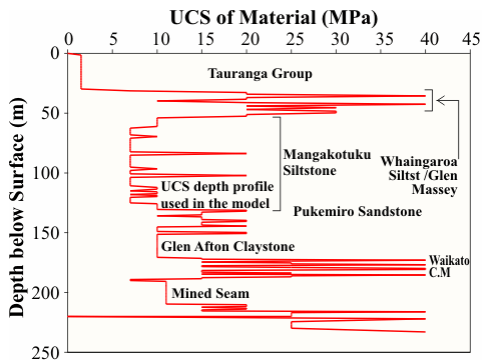 UCS of Material (MPa)
0 5 10 15 20 25 30 35 40 45
Depth below Surface (m)
0
50
100
150
200
250
Tauranga Group
Whaingaroa
Siltst /Glen
Massey
Mangakotuku
Siltstone
UCS depth profile
used in the model
Pukemiro Sandstone
Glen Afton Claystone
Waikato
C.M
Mined Seam